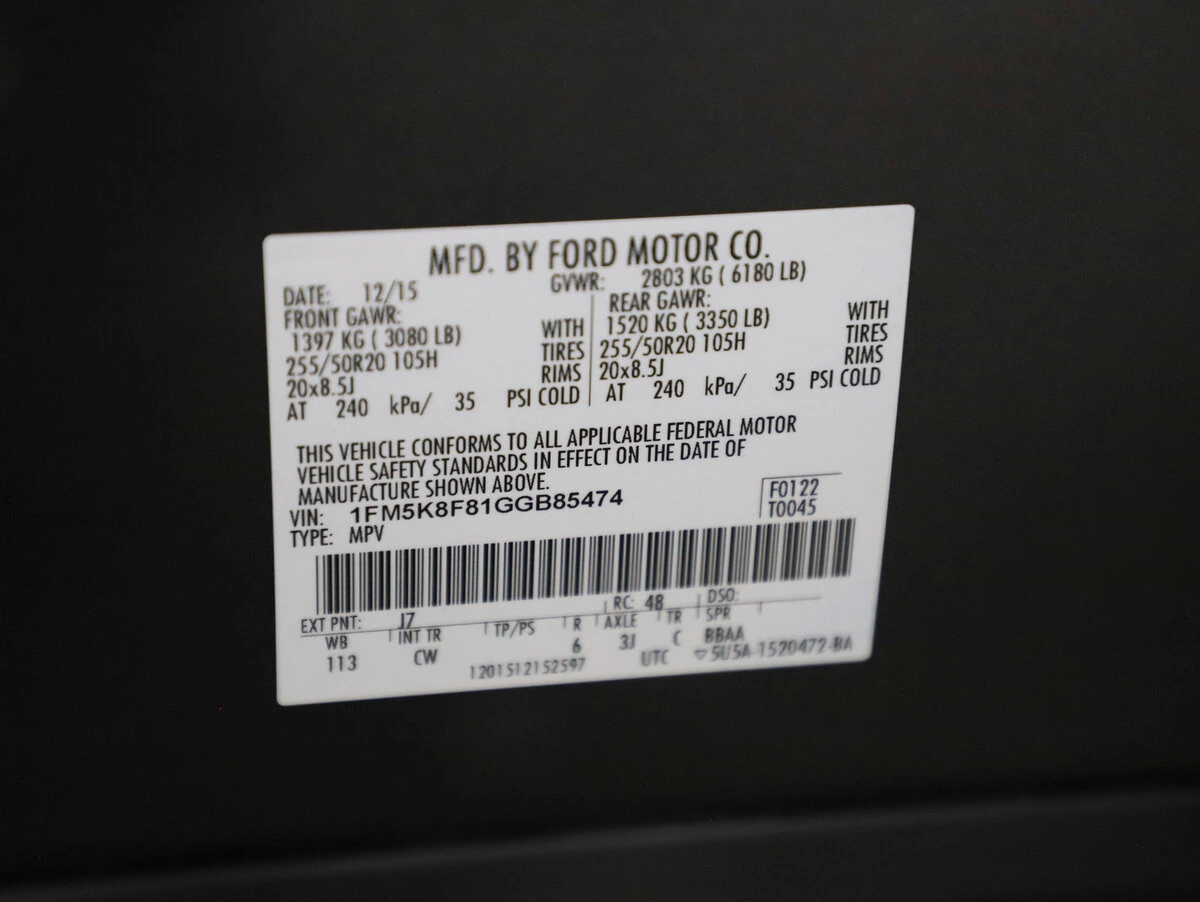 MFD. BY FORD MOTOR CO.
DATE: 12/15
GVWR: 2803 KG ( 6180 LB)
FRONT GAWR:
1397 KG ( 3080 LB) WITH
255/50R20 105H TIRES
20x8.5J RIMS
AT 240 kPa/ 35 PSI COLD
REAR GAWR:
1520 KG ( 3350 LB) WITH
255/50R20 105H TIRES
20x8.5J RIMS
AT 240 kPa/ 35 PSI COLD
THIS VEHICLE CONFORMS TO ALL APPLICABLE FEDERAL MOTOR
VEHICLE SAFETY STANDARDS IN EFFECT ON THE DATE OF
MANUFACTURE SHOWN ABOVE.
VIN: 1FM5K8F81GGB85474
TYPE: MPV
F0122
T0045
EXT PNT: J7 RC: 48 DSO:
WB INT TR TP/PS R AXLE TR SPR
113 CW 6 3J C BBAA
1201512152597 UTC ▽5U5A-1520472-BA